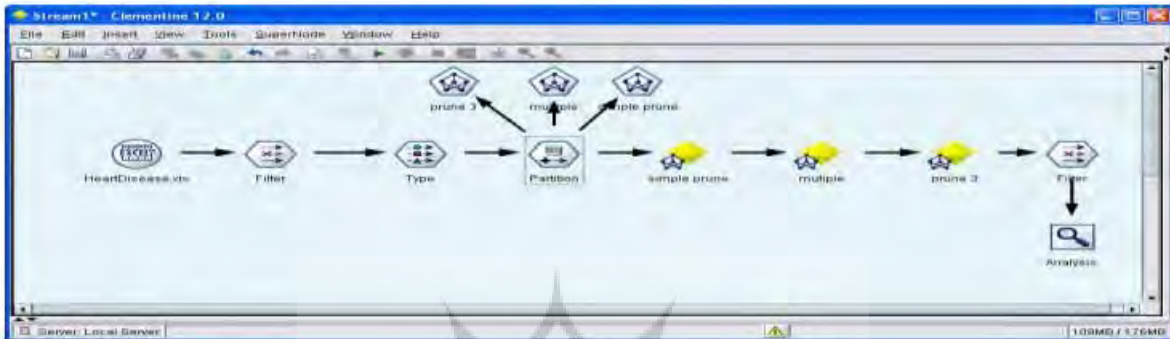 Stream1* - Clementine 12.0
File Edit Insert View Tools SuperNode Window Help
prune 3
multiple
simple prune
HeartDisease.xls
Filter
Type
Partition
simple prune
mutiple
prune 3
Filter
Analysis
Server: Local Server
109MB / 176MB